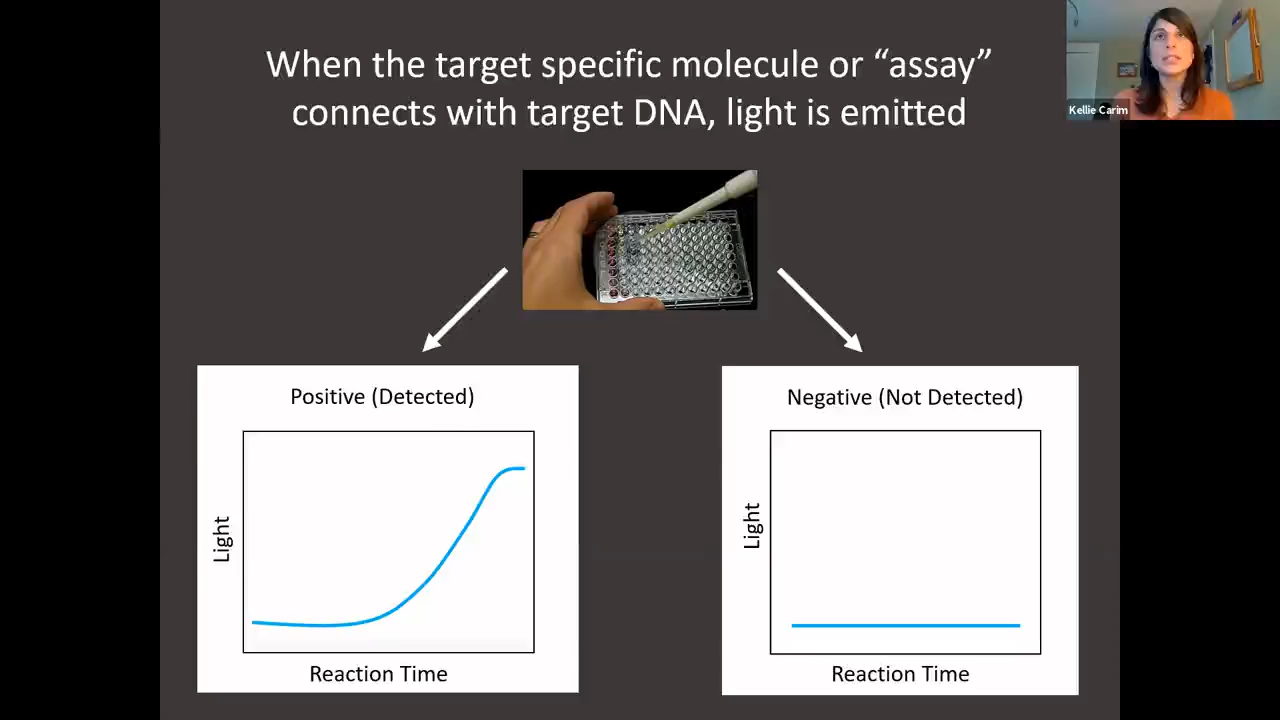 When the target specific molecule or “assay”
connects with target DNA, light is emitted
Kellie Carim
Positive (Detected)
Light
Reaction Time
Negative (Not Detected)
Light
Reaction Time